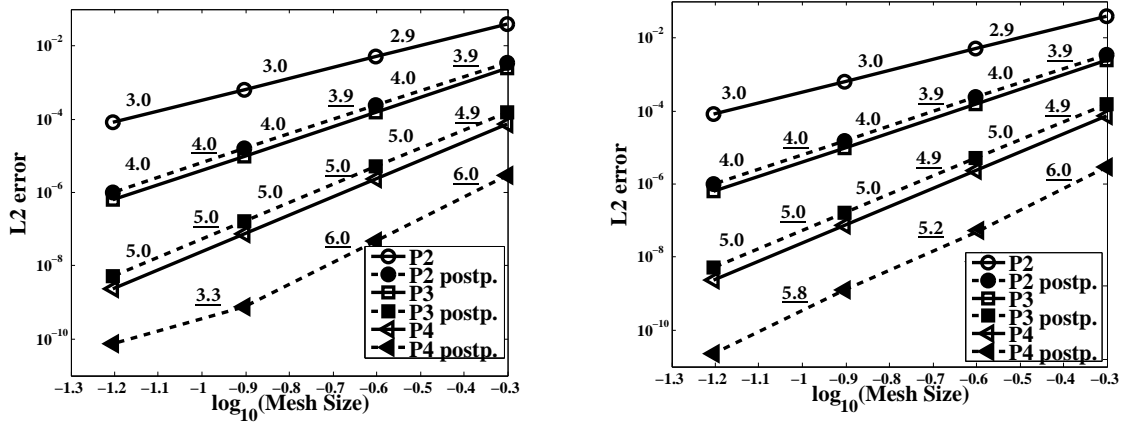 10^-2
10^-4
10^-6
10^-8
10^-10
L2 error
2.9
3.0
3.0
3.9
4.0
3.9
4.0
4.0
4.0
4.9
5.0
5.0
5.0
5.0
5.0
6.0
6.0
3.3
P2
P2 postp.
P3
P3 postp.
P4
P4 postp.
−1.3 −1.2 −1.1 −1 −0.9 −0.8 −0.7 −0.6 −0.5 −0.4 −0.3
log10(Mesh Size)
10^-2
10^-4
10^-6
10^-8
10^-10
L2 error
2.9
3.0
3.0
3.9
4.0
3.9
4.0
4.0
4.0
4.9
5.0
4.9
5.0
5.0
5.0
6.0
5.2
5.8
P2
P2 postp.
P3
P3 postp.
P4
P4 postp.
−1.3 −1.2 −1.1 −1 −0.9 −0.8 −0.7 −0.6 −0.5 −0.4 −0.3
log10(Mesh Size)